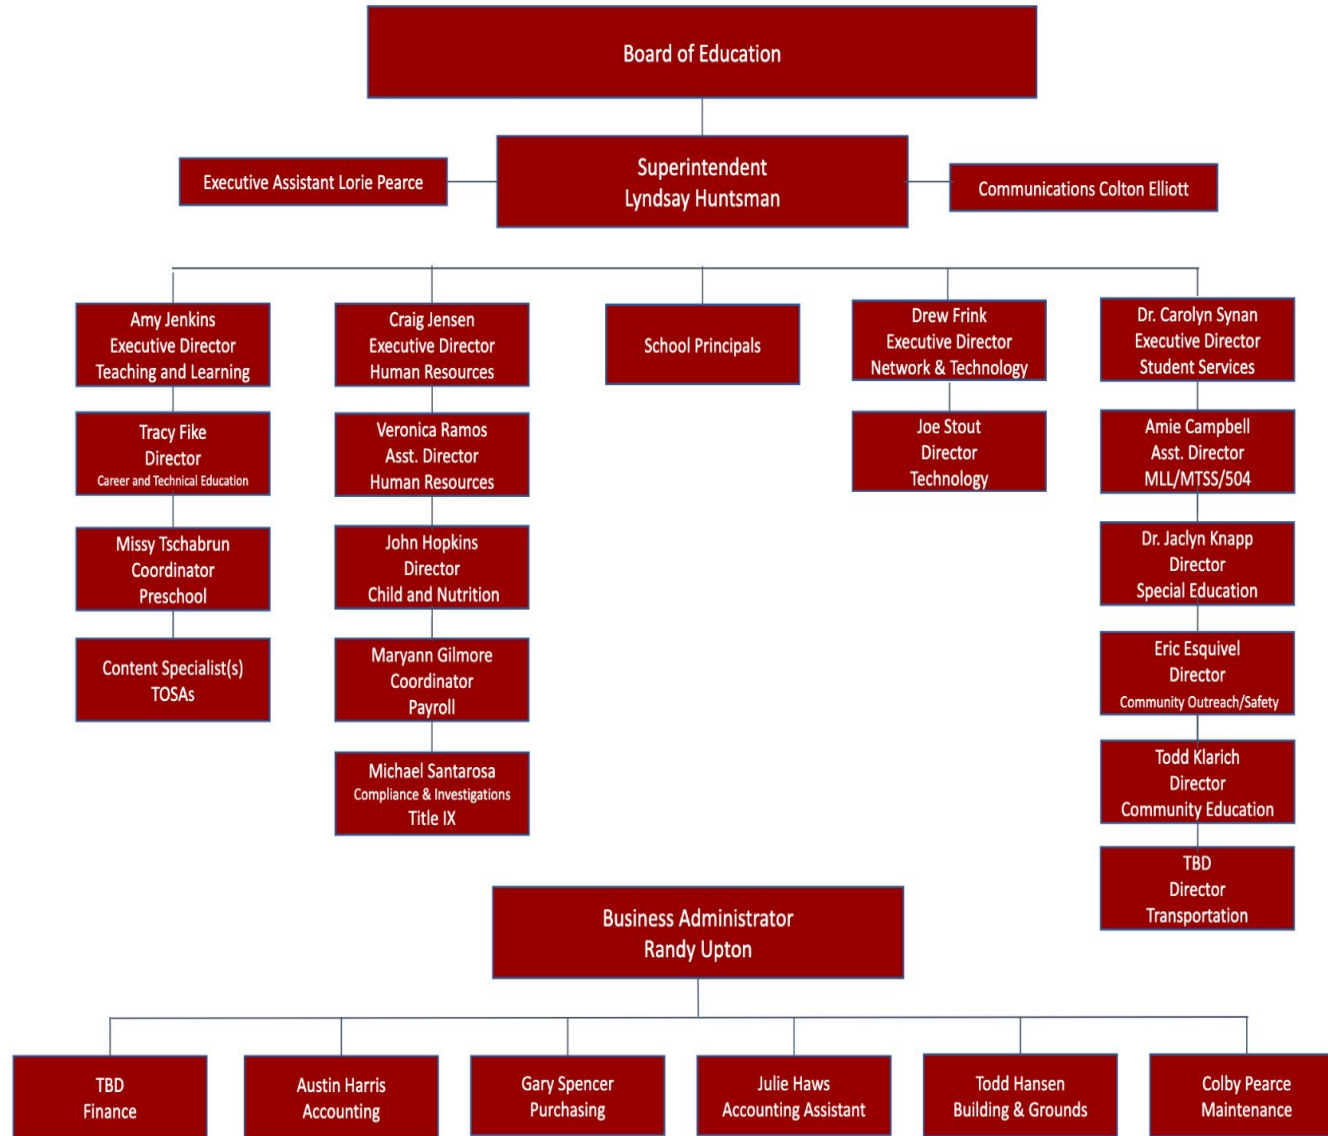 Board of Education
Superintendent
Lyndsay Huntsman
Executive Assistant Lorie Pearce
Communications Colton Elliott
Amy Jenkins
Executive Director
Teaching and Learning
Tracy Fike
Director
Career and Technical Education
Missy Tschabrun
Coordinator
Preschool
Content Specialist(s)
TOSAs
Craig Jensen
Executive Director
Human Resources
Veronica Ramos
Asst. Director
Human Resources
John Hopkins
Director
Child and Nutrition
Maryann Gilmore
Coordinator
Payroll
Michael Santarosa
Compliance & Investigations
Title IX
School Principals
Drew Frink
Executive Director
Network & Technology
Joe Stout
Director
Technology
Dr. Carolyn Synan
Executive Director
Student Services
Amie Campbell
Asst. Director
MLL/MTSS/504
Dr. Jaclyn Knapp
Director
Special Education
Eric Esquivel
Director
Community Outreach/Safety
Todd Klarich
Director
Community Education
TBD
Director
Transportation
Business Administrator
Randy Upton
TBD
Finance
Austin Harris
Accounting
Gary Spencer
Purchasing
Julie Haws
Accounting Assistant
Todd Hansen
Building & Grounds
Colby Pearce
Maintenance